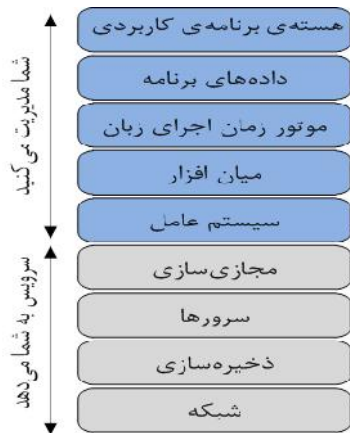 هسته‌ی برنامه‌ی کاربردی
داده‌های برنامه
موتور زمان اجرای زبان
میان افزار
سیستم عامل
مجازی‌سازی
سرورها
ذخیره‌سازی
شبکه
شما مدیریت می‌کنید
سرویس به شما می‌دهد